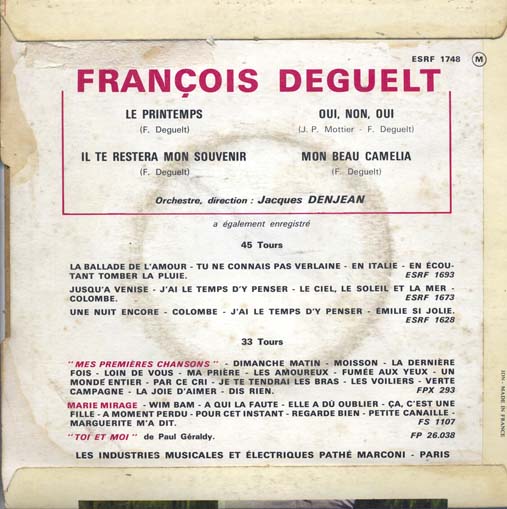 ESRF 1748 M
FRANÇOIS DEGUELT
LE PRINTEMPS
(F. Deguelt)
OUI, NON, OUI
(J. P. Mottier - F. Deguelt)
IL TE RESTERA MON SOUVENIR
(F. Deguelt)
MON BEAU CAMELIA
(F. Deguelt)
Orchestre, direction : Jacques DENJEAN
a également enregistré
45 Tours
LA BALLADE DE L'AMOUR - TU NE CONNAIS PAS VERLAINE - EN ITALIE - EN ÉCOU-
TANT TOMBER LA PLUIE. ESRF 1693
JUSQU'A VENISE - J'AI LE TEMPS D'Y PENSER - LE CIEL, LE SOLEIL ET LA MER -
COLOMBE. ESRF 1673
UNE NUIT ENCORE - COLOMBE - J'AI LE TEMPS D'Y PENSER - ÉMILIE SI JOLIE.
ESRF 1628
33 Tours
"MES PREMIÈRES CHANSONS" - DIMANCHE MATIN - MOISSON - LA DERNIÈRE
FOIS - LOIN DE VOUS - MA PRIÈRE - LES AMOUREUX - FUMÉE AUX YEUX - UN
MONDE ENTIER - PAR CE CRI - JE TE TENDRAI LES BRAS - LES VOILIERS - VERTE
CAMPAGNE - LA JOIE D'AIMER - DIS RIEN. FPX 293
MARIE MIRAGE - WIM BAM - A QUI LA FAUTE - ELLE A DÛ OUBLIER - ÇA, C'EST UNE
FILLE - A MOMENT PERDU - POUR CET INSTANT - REGARDE BIEN - PETITE CANAILLE -
MARGUERITE M'A DIT. FS 1107
"TOI ET MOI" de Paul Géraldy. FP 26.038
LES INDUSTRIES MUSICALES ET ÉLECTRIQUES PATHÉ MARCONI - PARIS
MADE IN FRANCE